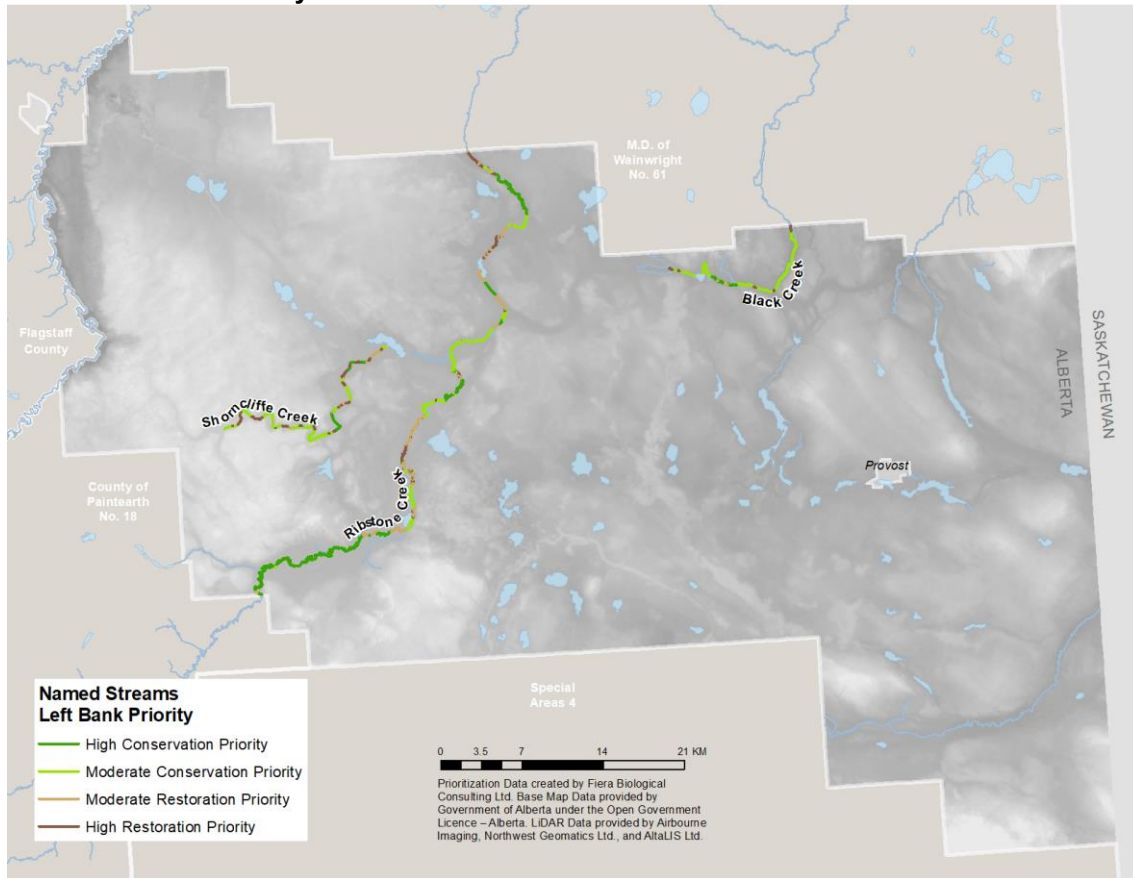 M.D. of
Wainwright
No. 61
Black Creek
Flagstaff
County
SASKATCHEWAN
ALBERTA
Shorncliffe Creek
Provost
County of
Paintearth
No. 18
Ribstone Creek
Special
Areas 4
Named Streams
Left Bank Priority
High Conservation Priority
Moderate Conservation Priority
Moderate Restoration Priority
High Restoration Priority
0 3.5 7 14 21 KM
Prioritization Data created by Fiera Biological
Consulting Ltd. Base Map Data provided by
Government of Alberta under the Open Government
Licence – Alberta. LiDAR Data provided by Airbourne
Imaging, Northwest Geomatics Ltd., and AltaLIS Ltd.